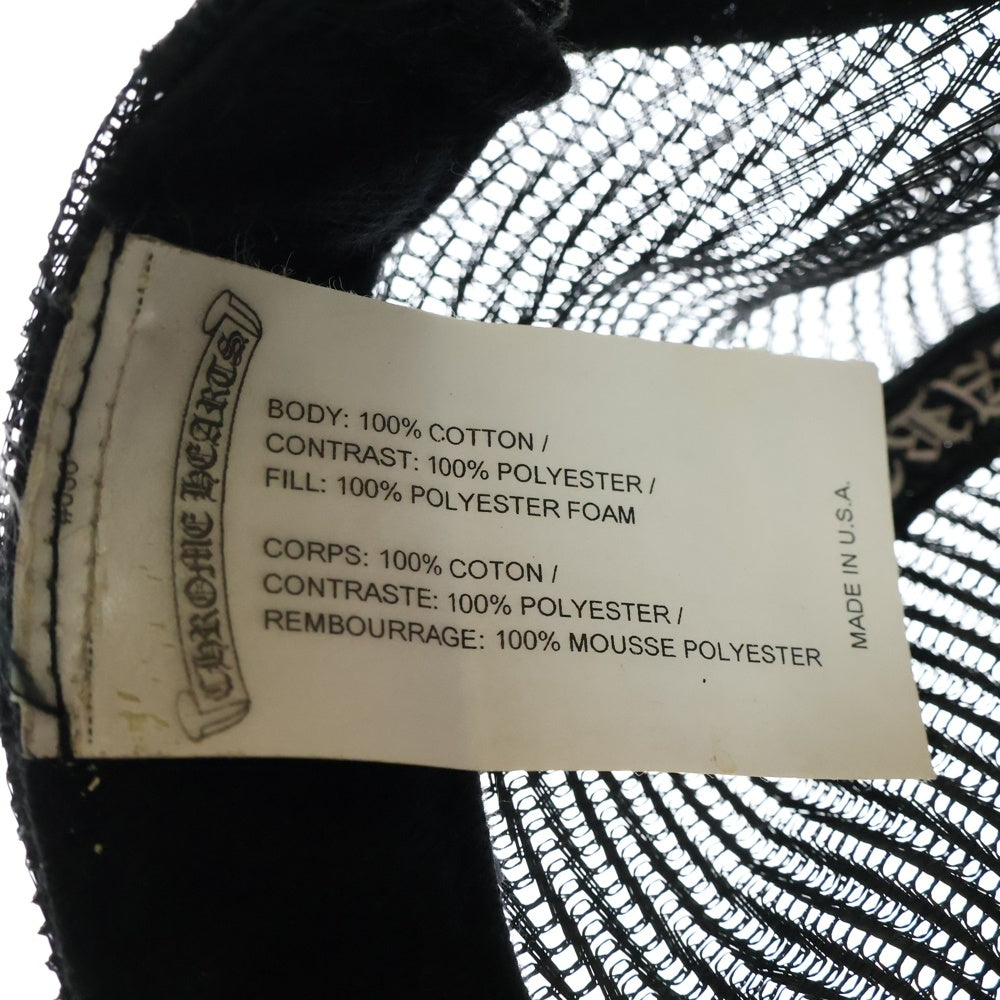 CHROME HEARTS
BODY: 100% COTTON /
CONTRAST: 100% POLYESTER /
FILL: 100% POLYESTER FOAM
CORPS: 100% COTON /
CONTRASTE: 100% POLYESTER /
REMBOURRAGE: 100% MOUSSE POLYESTER
MADE IN U.S.A.